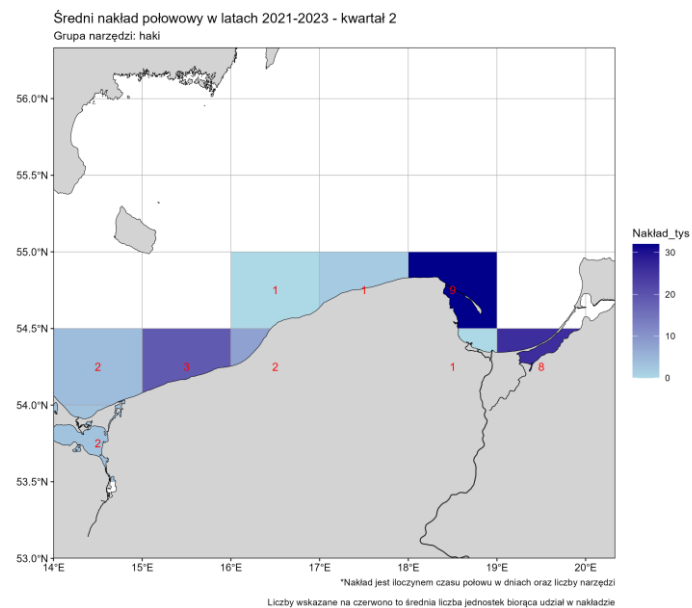 Średni nakład połowowy w latach 2021-2023 - kwartał 2
Grupa narzędzi: haki
56.0°N
55.5°N
55.0°N
54.5°N
54.0°N
53.5°N
53.0°N
1
1
9
2
3
2
1
8
2
14°E
15°E
16°E
17°E
18°E
19°E
20°E
Nakład_tys
30
20
10
0
*Nakład jest iloczynem czasu połowu w dniach oraz liczby narzędzi
Liczby wskazane na czerwono to średnia liczba jednostek biorąca udział w nakładzie